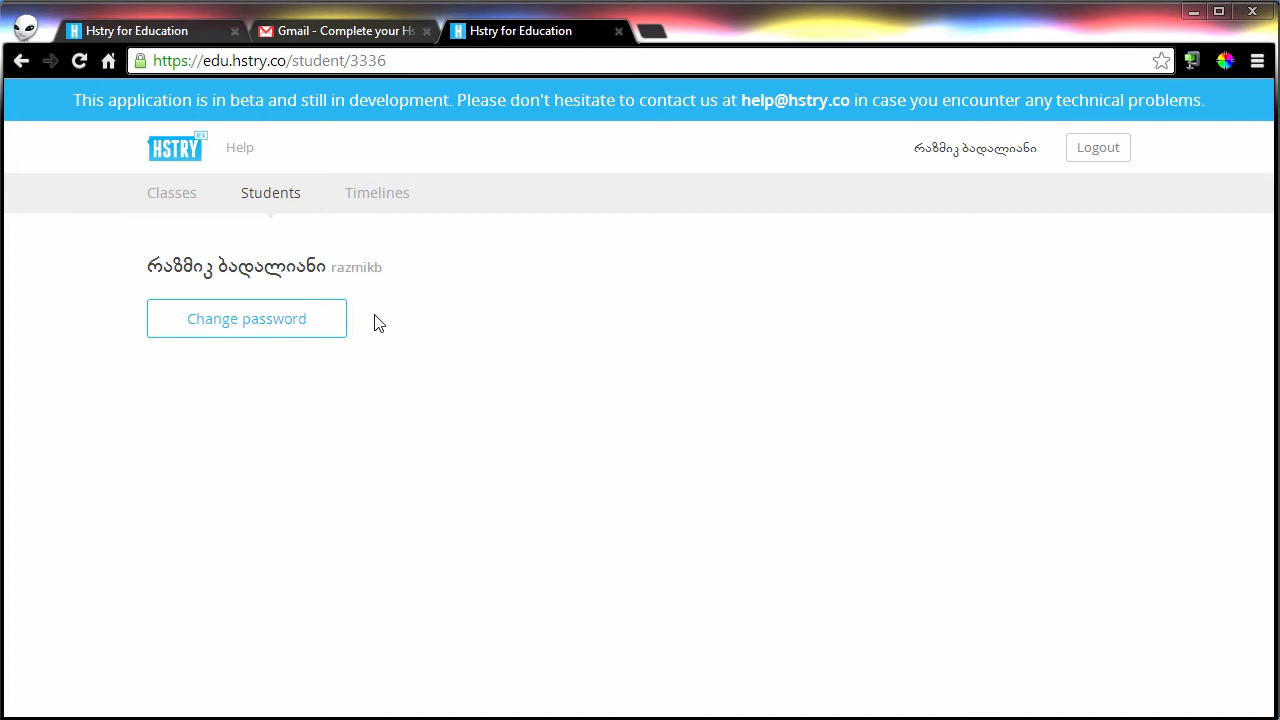 Hstry for Education
Gmail - Complete your Hs
Hstry for Education
https://edu.hstry.co/student/3336
This application is in beta and still in development. Please don't hesitate to contact us at help@hstry.co in case you encounter any technical problems.
HSTRY BETA
Help
რაზმიკ ბადალიანი
Logout
Classes
Students
Timelines
რაზმიკ ბადალიანი razmikb
Change password